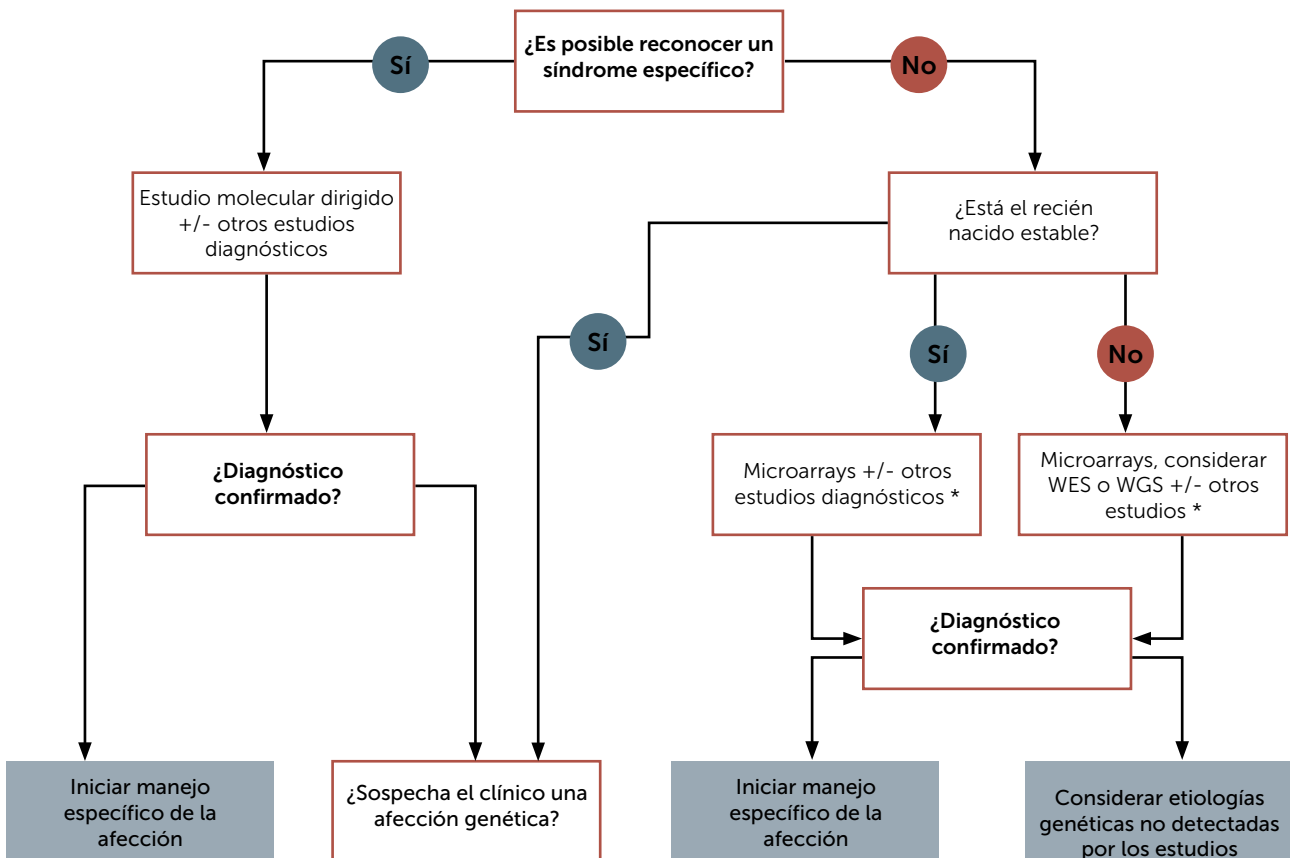 ¿Es posible reconocer un
síndrome específico?
Sí
No
Estudio molecular dirigido
+/- otros estudios
diagnósticos
¿Está el recién
nacido estable?
Sí
Sí
No
¿Diagnóstico
confirmado?
Microarrays +/- otros
estudios diagnósticos *
Microarrays, considerar
WES o WGS +/- otros
estudios *
¿Diagnóstico
confirmado?
Iniciar manejo
específico de la
afección
¿Sospecha el clínico una
afección genética?
Iniciar manejo
específico de la
afección
Considerar etiologías
genéticas no detectadas
por los estudios